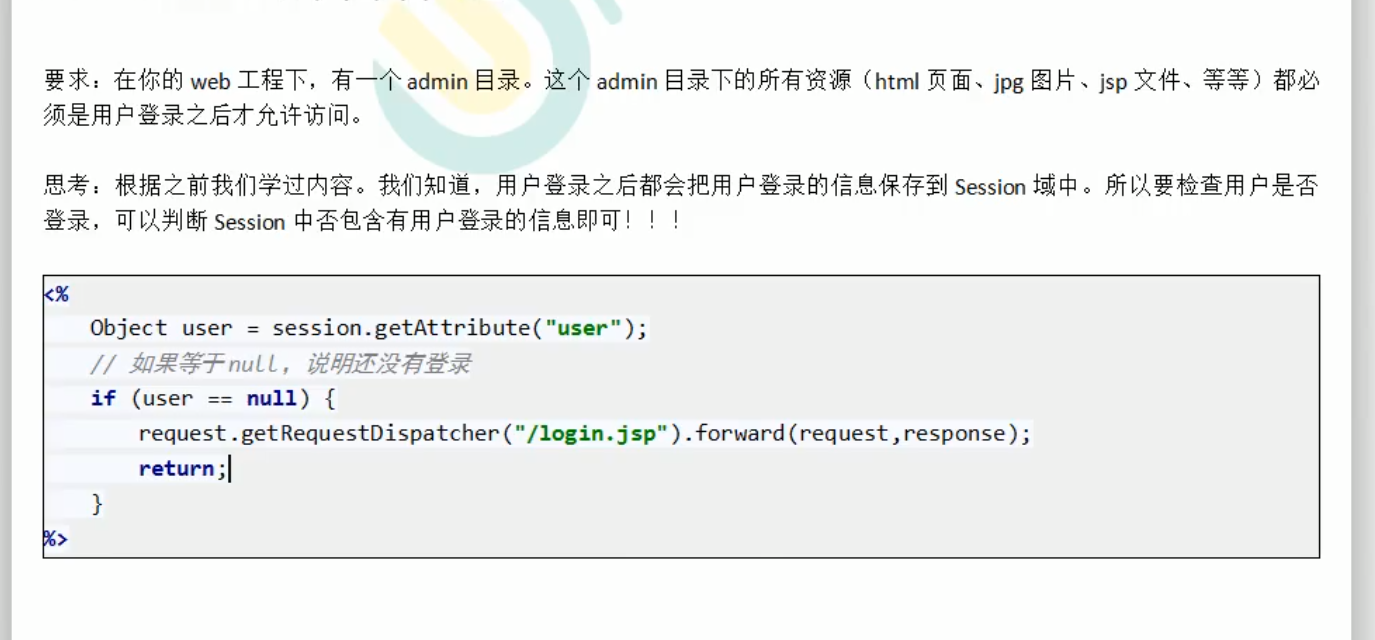 要求：在你的 web 工程下，有一个 admin 目录。这个 admin 目录下的所有资源（html 页面、jpg 图片、jsp 文件、等等）都必
须是用户登录之后才允许访问。
思考：根据之前我们学过内容。我们知道，用户登录之后都会把用户登录的信息保存到 Session 域中。所以要检查用户是否
登录，可以判断 Session 中否包含有用户登录的信息即可！！！
<%
Object user = session.getAttribute("user");
// 如果等于null，说明还没有登录
if (user == null) {
request.getRequestDispatcher("/login.jsp").forward(request,response);
return;
}
%>